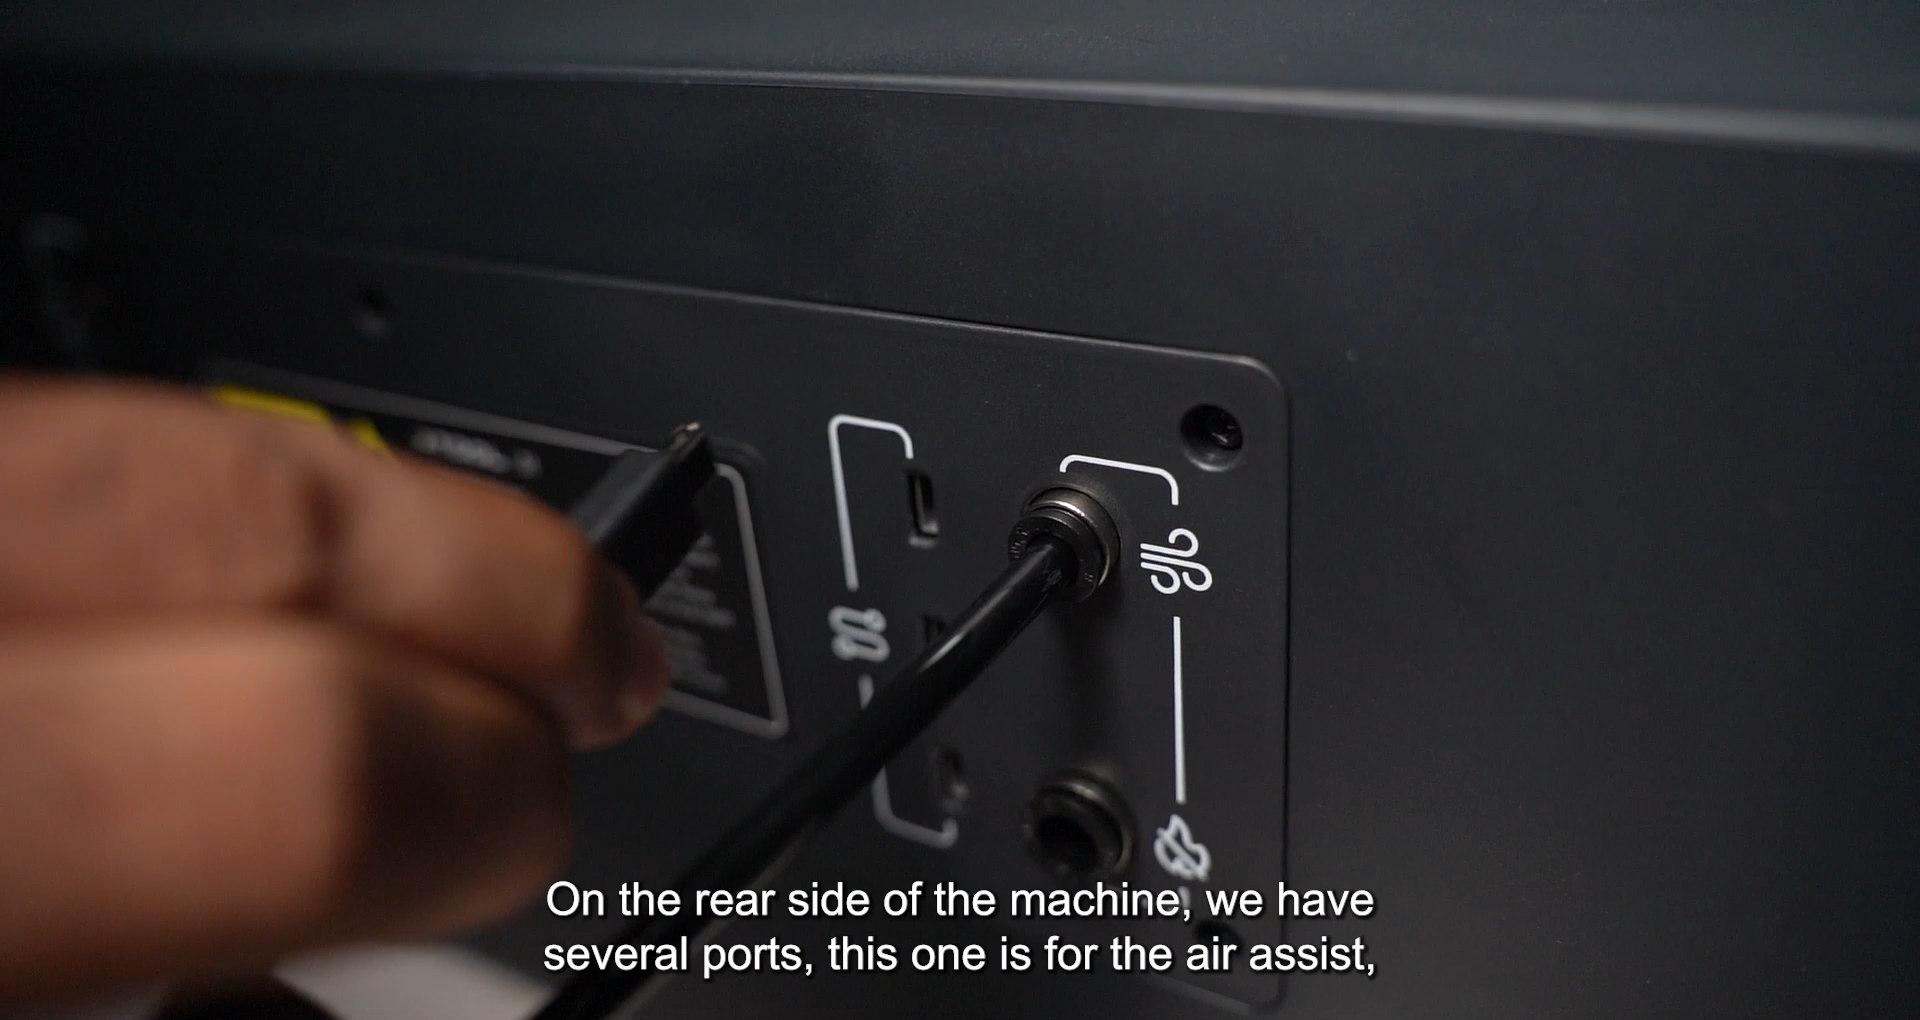 On the rear side of the machine, we have
several ports, this one is for the air assist,